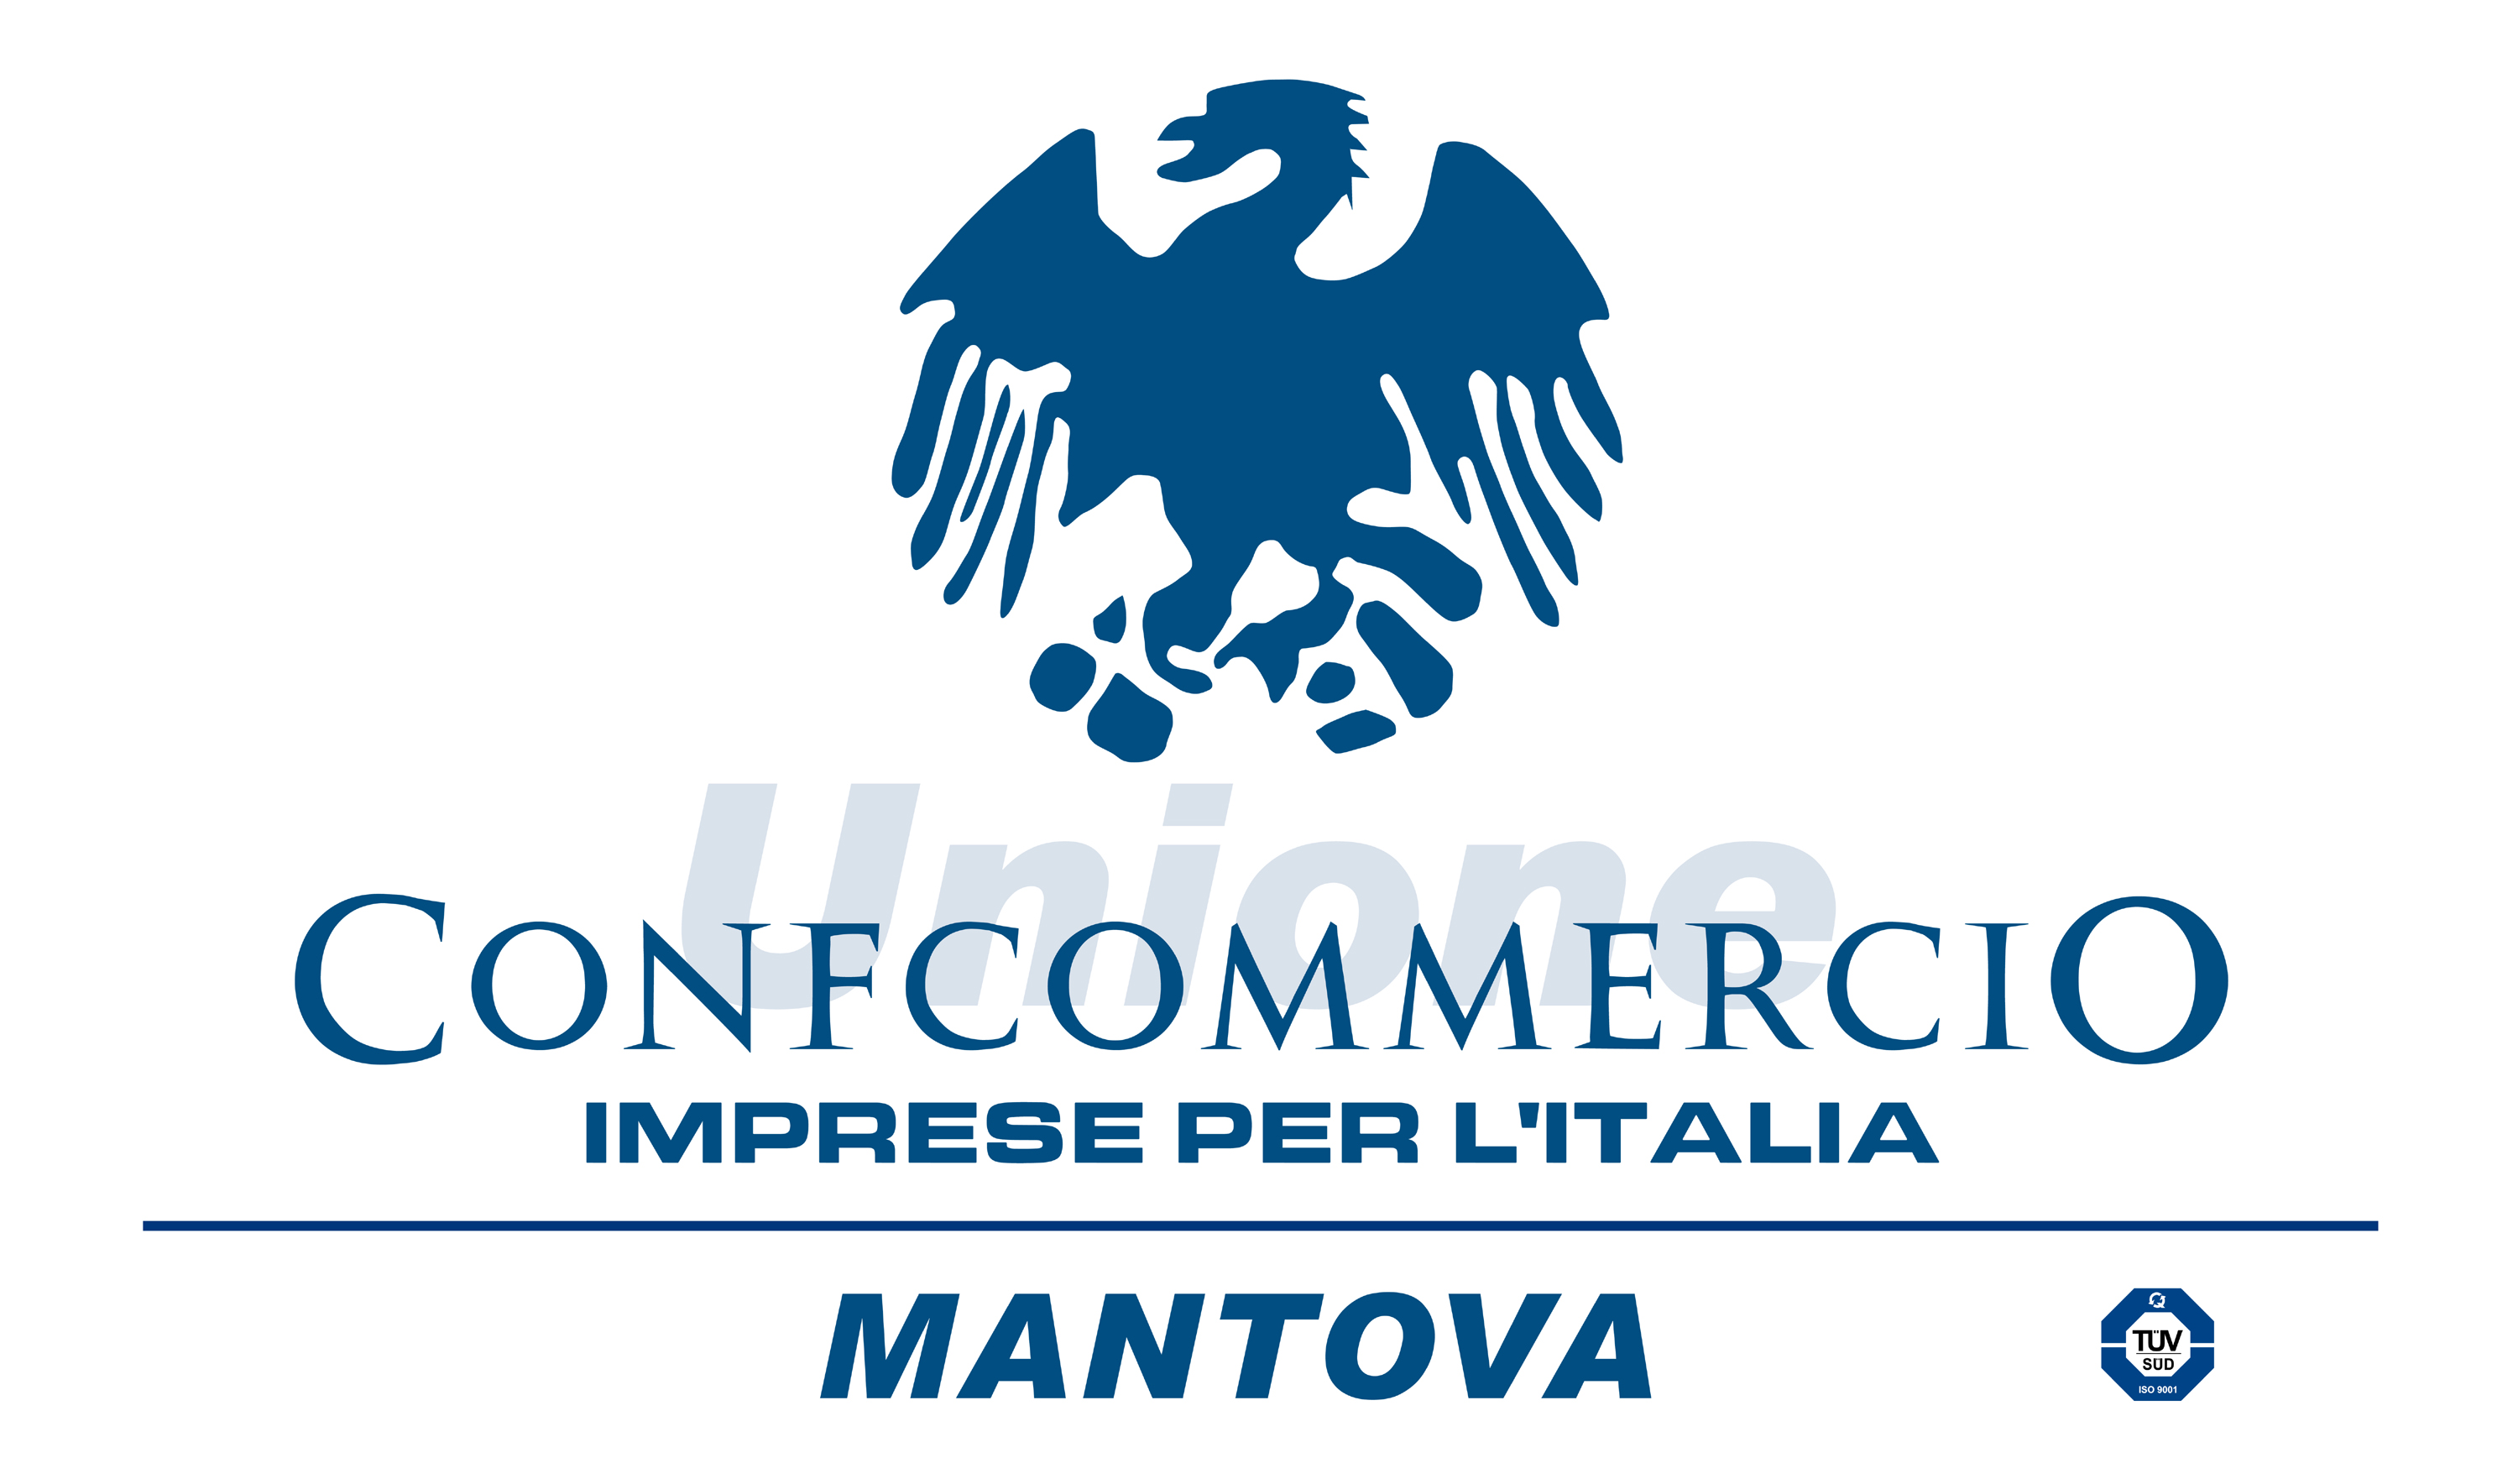 Unione
CONFCOMMERCIO
IMPRESE PER L'ITALIA
MANTOVA
TÜV
SÜD
ISO 9001